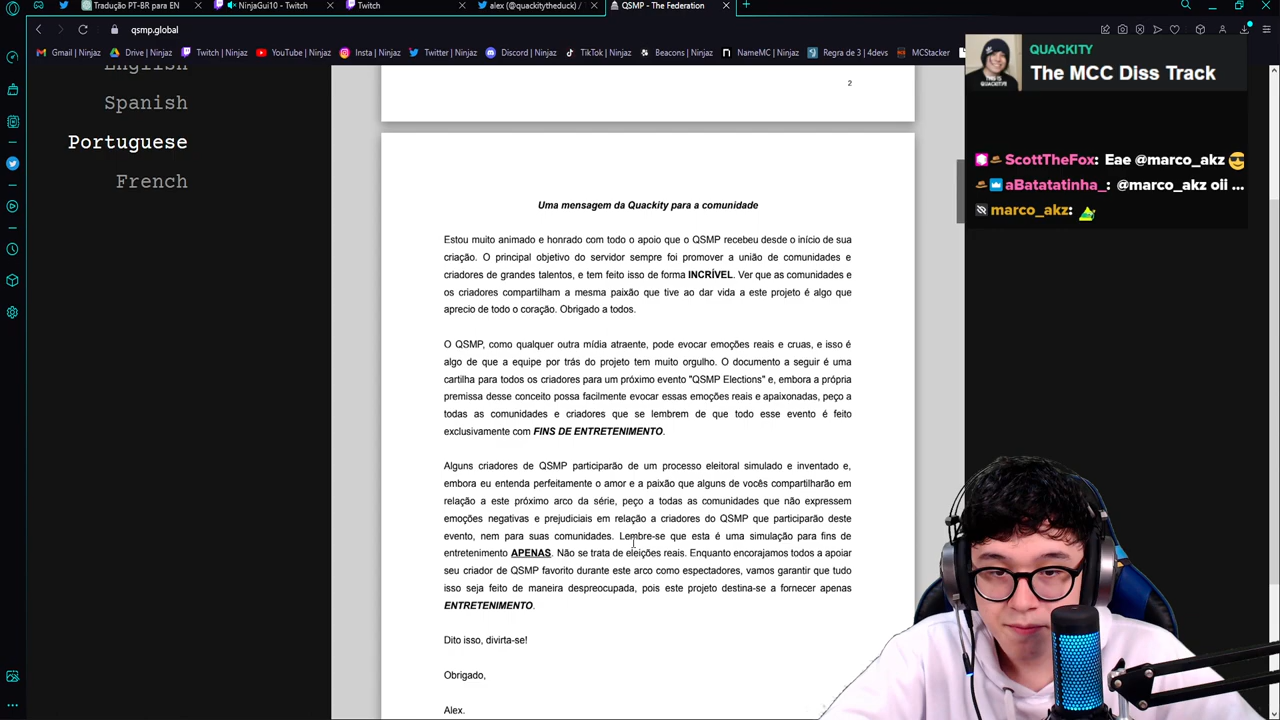 Tradução PT-BR para EN
NinjaGui10 - Twitch
Twitch
alex (@quackitytheduck) /
QSMP - The Federation
qsmp.global
Gmail | Ninjaz
Drive | Ninjaz
Twitch | Ninjaz
YouTube | Ninjaz
Insta | Ninjaz
Twitter | Ninjaz
Discord | Ninjaz
TikTok | Ninjaz
Beacons | Ninjaz
NameMC | Ninjaz
Regra de 3 | 4devs
MCStacker
English
Spanish
Portuguese
French
2
Uma mensagem da Quackity para a comunidade
Estou muito animado e honrado com todo o apoio que o QSMP recebeu desde o início de sua
criação. O principal objetivo do servidor sempre foi promover a união de comunidades e
criadores de grandes talentos, e tem feito isso de forma INCRÍVEL. Ver que as comunidades e
os criadores compartilham a mesma paixão que tive ao dar vida a este projeto é algo que
aprecio de todo o coração. Obrigado a todos.
O QSMP, como qualquer outra mídia atraente, pode evocar emoções reais e cruas, e isso é
algo de que a equipe por trás do projeto tem muito orgulho. O documento a seguir é uma
cartilha para todos os criadores para um próximo evento "QSMP Elections" e, embora a própria
premissa desse conceito possa facilmente evocar essas emoções reais e apaixonadas, peço a
todas as comunidades e criadores que se lembrem de que todo esse evento é feito
exclusivamente com FINS DE ENTRETENIMENTO.
Alguns criadores de QSMP participarão de um processo eleitoral simulado e inventado e,
embora eu entenda perfeitamente o amor e a paixão que alguns de vocês compartilharão em
relação a este próximo arco da série, peço a todas as comunidades que não expressem
emoções negativas e prejudiciais em relação a criadores do QSMP que participarão deste
evento, nem para suas comunidades. Lembre-se que esta é uma simulação para fins de
entretenimento APENAS. Não se trata de eleições reais. Enquanto encorajamos todos a apoiar
seu criador de QSMP favorito durante este arco como espectadores, vamos garantir que tudo
isso seja feito de maneira despreocupada, pois este projeto destina-se a fornecer apenas
ENTRETENIMENTO.
Dito isso, divirta-se!
Obrigado,
Alex.
QUACKITY
The MCC Diss Track
ScottTheFox: Eae @marco_akz
aBatatatinha_: @marco_akz oii ...
marco_akz: